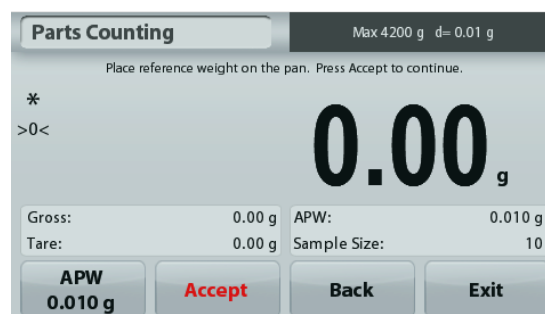 Parts Counting
Max 4200 g d= 0.01 g
Place reference weight on the pan. Press Accept to continue.
*
>0<
0.00 g
Gross: 0.00 g APW: 0.010 g
Tare: 0.00 g Sample Size: 10
APW
0.010 g
Accept
Back
Exit